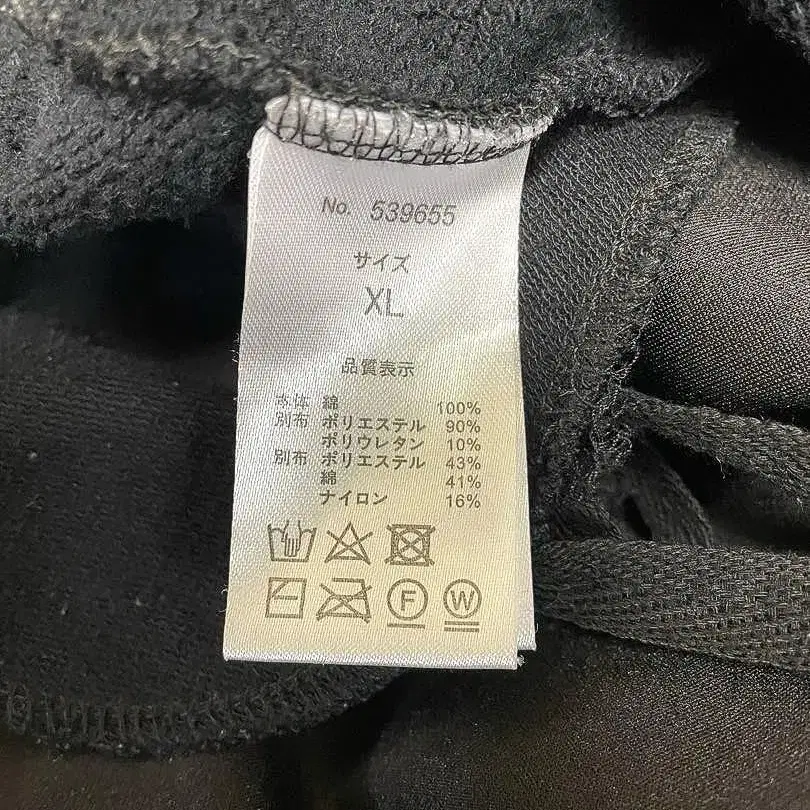 No. 539655
サイズ
XL
品質表示
本体 綿 100%
別布 ポリエステル 90%
ポリウレタン 10%
別布 ポリエステル 43%
綿 41%
ナイロン 16%
F
W